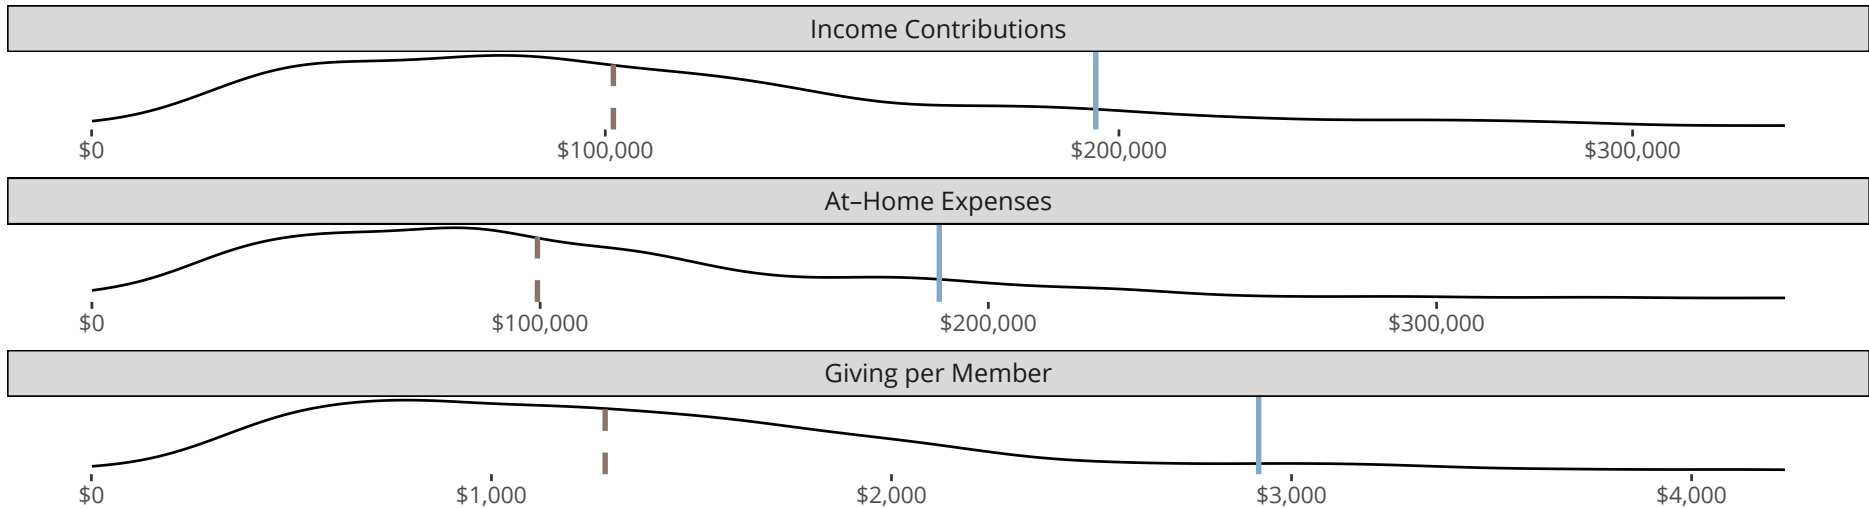 Income Contributions
$0 $100,000 $200,000 $300,000
At–Home Expenses
$0 $100,000 $200,000 $300,000
Giving per Member
$0 $1,000 $2,000 $3,000 $4,000